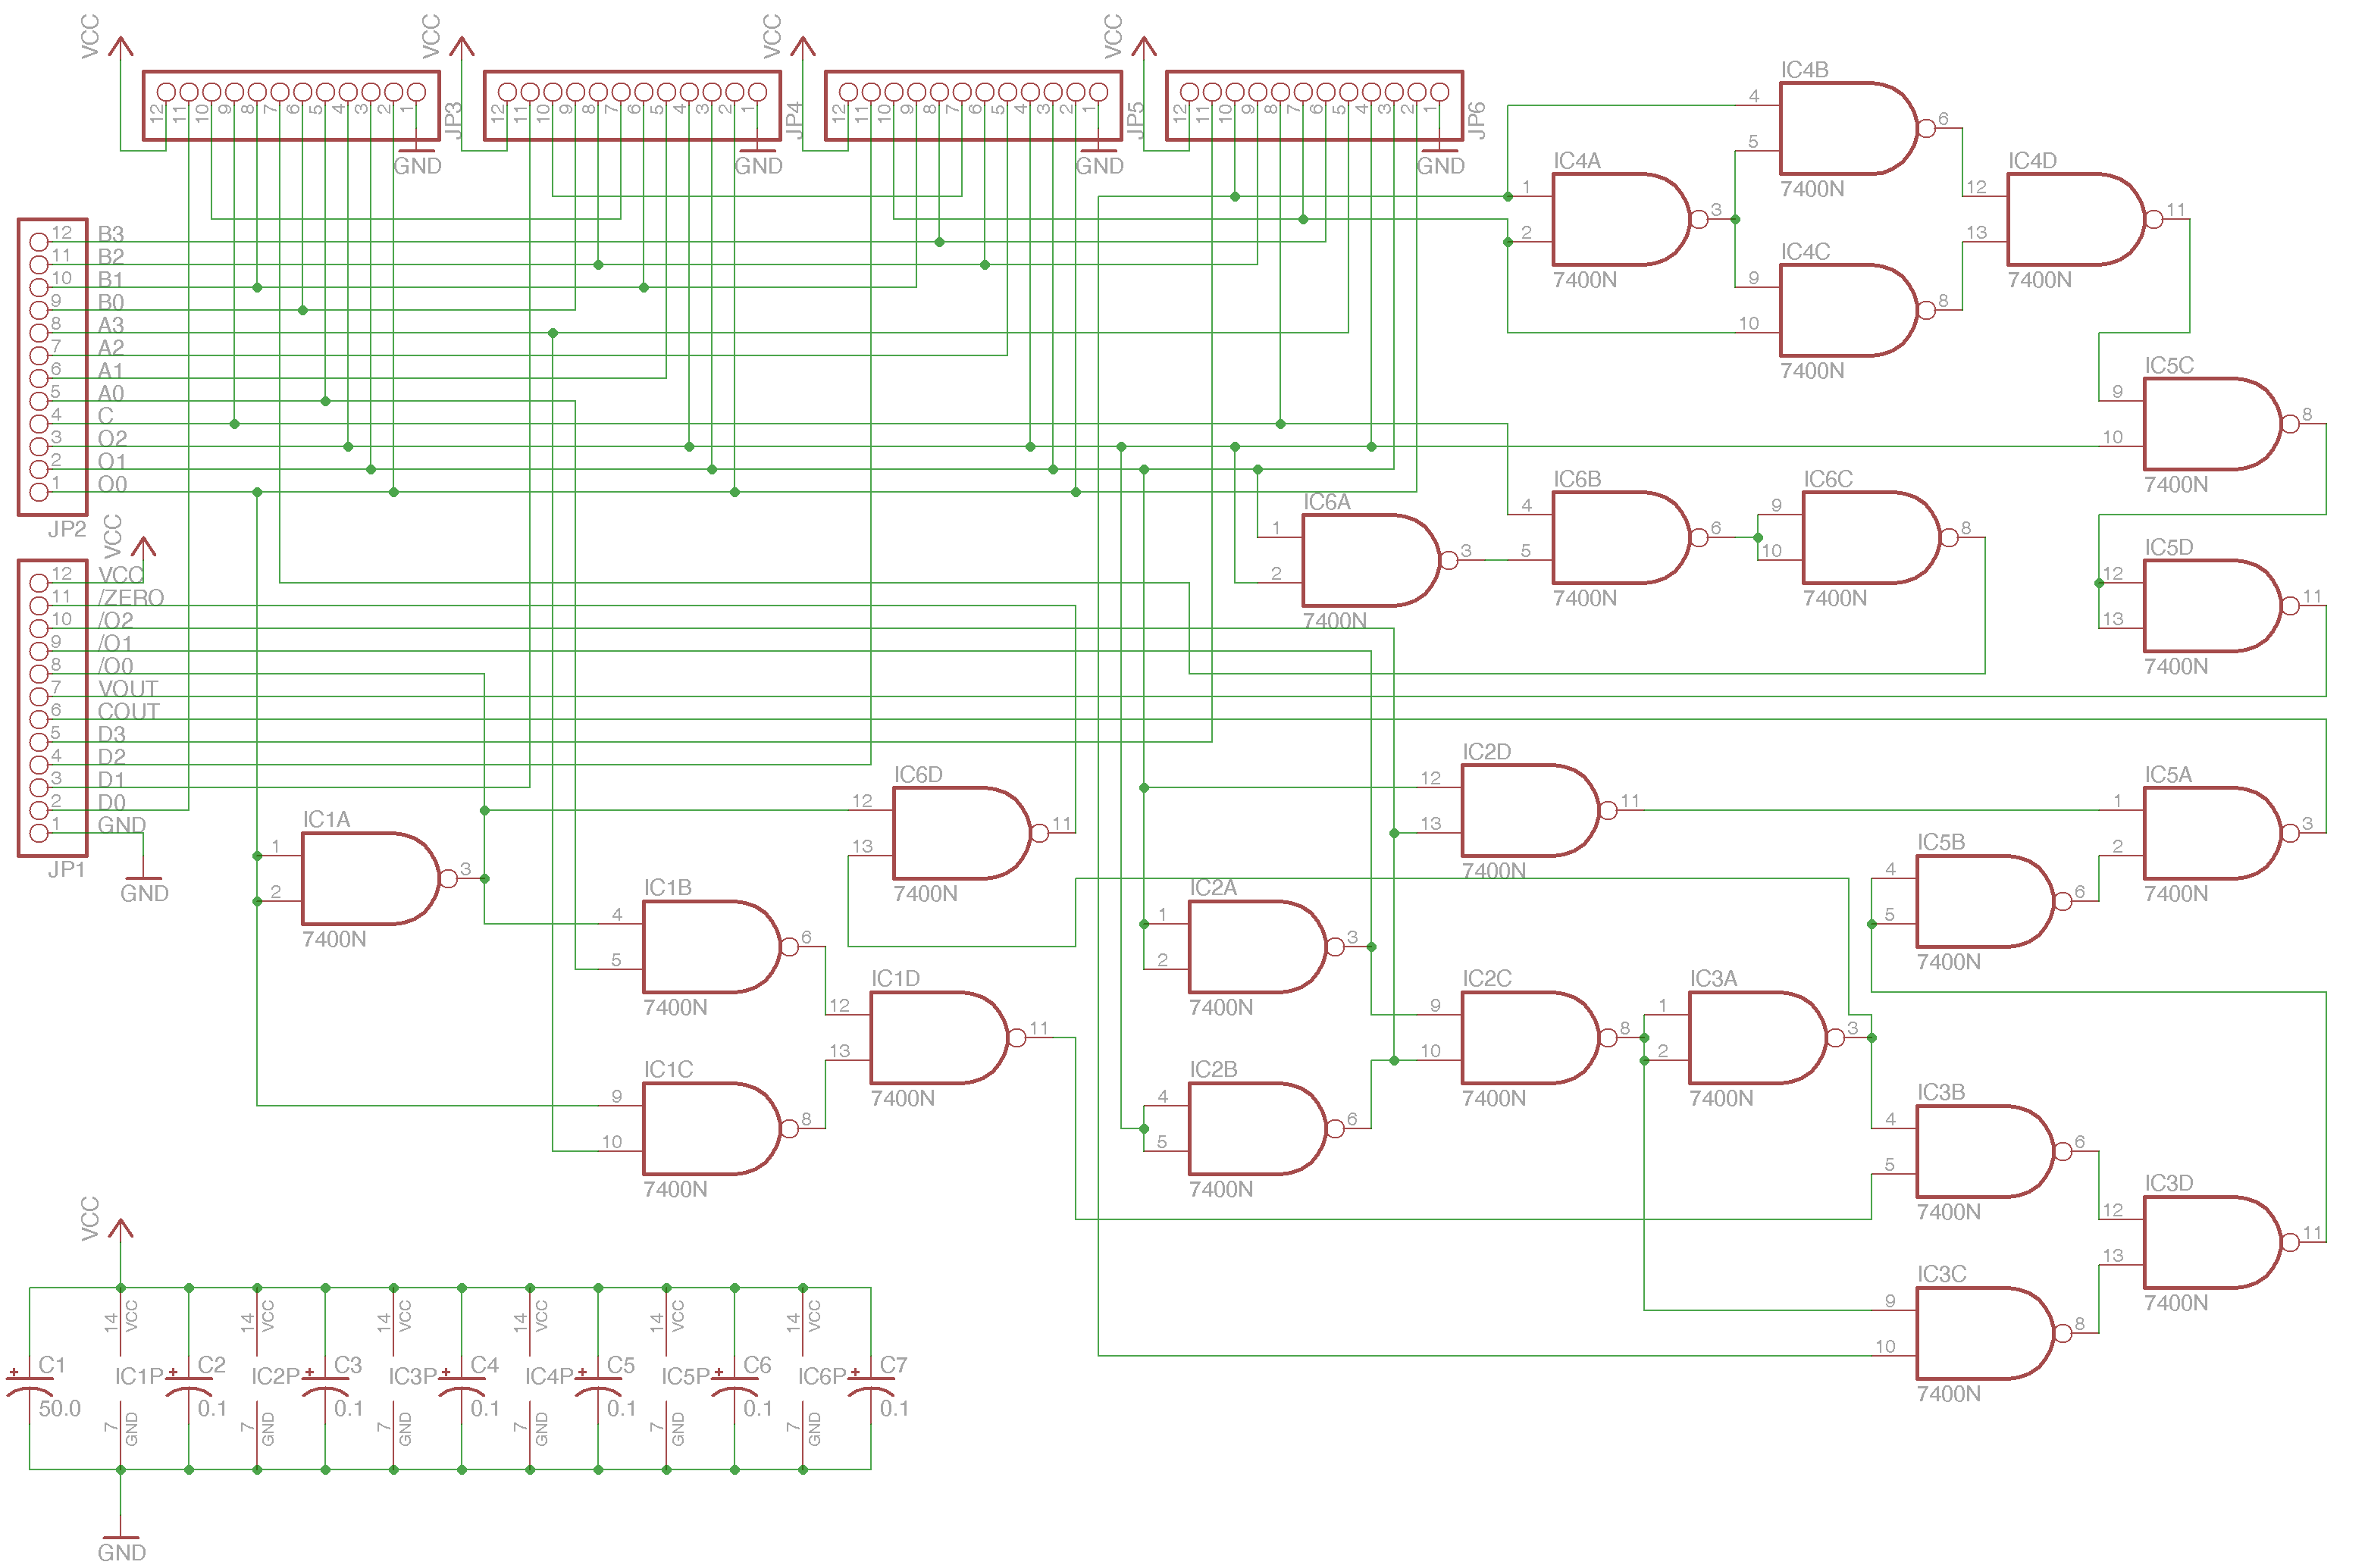 VCC
VCC
VCC
VCC
12 11 10 9 8 7 6 5 4 3 2 1
JP3
GND
12 11 10 9 8 7 6 5 4 3 2 1
JP4
GND
12 11 10 9 8 7 6 5 4 3 2 1
JP5
GND
12 11 10 9 8 7 6 5 4 3 2 1
JP6
GND
IC4B
4
5
6
7400N
IC4A
1
2
3
7400N
IC4C
9
10
8
7400N
IC4D
12
13
11
7400N
12 B3
11 B2
10 B1
9 B0
8 A3
7 A2
6 A1
5 A0
4 C
3 O2
2 O1
1 O0
JP2
IC5C
9
10
8
7400N
IC6A
1
2
3
7400N
IC6B
4
5
6
7400N
IC6C
9
10
8
7400N
IC5D
12
13
11
7400N
VCC
12 VCC
11 /ZERO
10 /O2
9 /O1
8 /O0
7 VOUT
6 COUT
5 D3
4 D2
3 D1
2 D0
1 GND
JP1
GND
IC1A
1
2
3
7400N
IC6D
12
13
11
7400N
IC2D
12
13
11
7400N
IC5A
1
2
3
7400N
IC5B
4
5
6
7400N
IC1B
4
5
6
7400N
IC2A
1
2
3
7400N
IC1D
12
13
11
7400N
IC2C
9
10
8
7400N
IC3A
1
2
3
7400N
IC1C
9
10
8
7400N
IC2B
4
5
6
7400N
IC3B
4
5
6
7400N
IC3D
12
13
11
7400N
IC3C
9
10
8
7400N
VCC
14 VCC
14 VCC
14 VCC
14 VCC
14 VCC
14 VCC
+ C1
50.0
IC1P
+ C2
0.1
IC2P
+ C3
0.1
IC3P
+ C4
0.1
IC4P
+ C5
0.1
IC5P
+ C6
0.1
IC6P
+ C7
0.1
7 GND
7 GND
7 GND
7 GND
7 GND
7 GND
GND